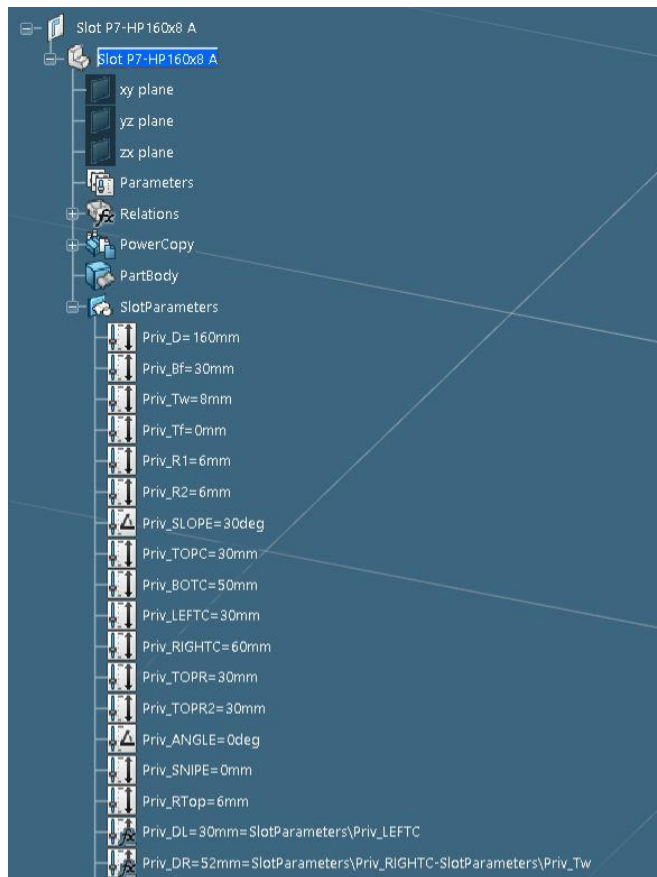 Slot P7-HP160x8 A
Slot P7-HP160x8 A
xy plane
yz plane
zx plane
Parameters
Relations
PowerCopy
PartBody
SlotParameters
Priv_D=160mm
Priv_Bf=30mm
Priv_Tw=8mm
Priv_Tf=0mm
Priv_R1=6mm
Priv_R2=6mm
Priv_SLOPE=30deg
Priv_TOPC=30mm
Priv_BOTC=50mm
Priv_LEFTC=30mm
Priv_RIGHTC=60mm
Priv_TOPR=30mm
Priv_TOPR2=30mm
Priv_ANGLE=0deg
Priv_SNIPE=0mm
Priv_RTop=6mm
Priv_DL=30mm=SlotParameters\Priv_LEFTC
Priv_DR=52mm=SlotParameters\Priv_RIGHTC-SlotParameters\Priv_Tw